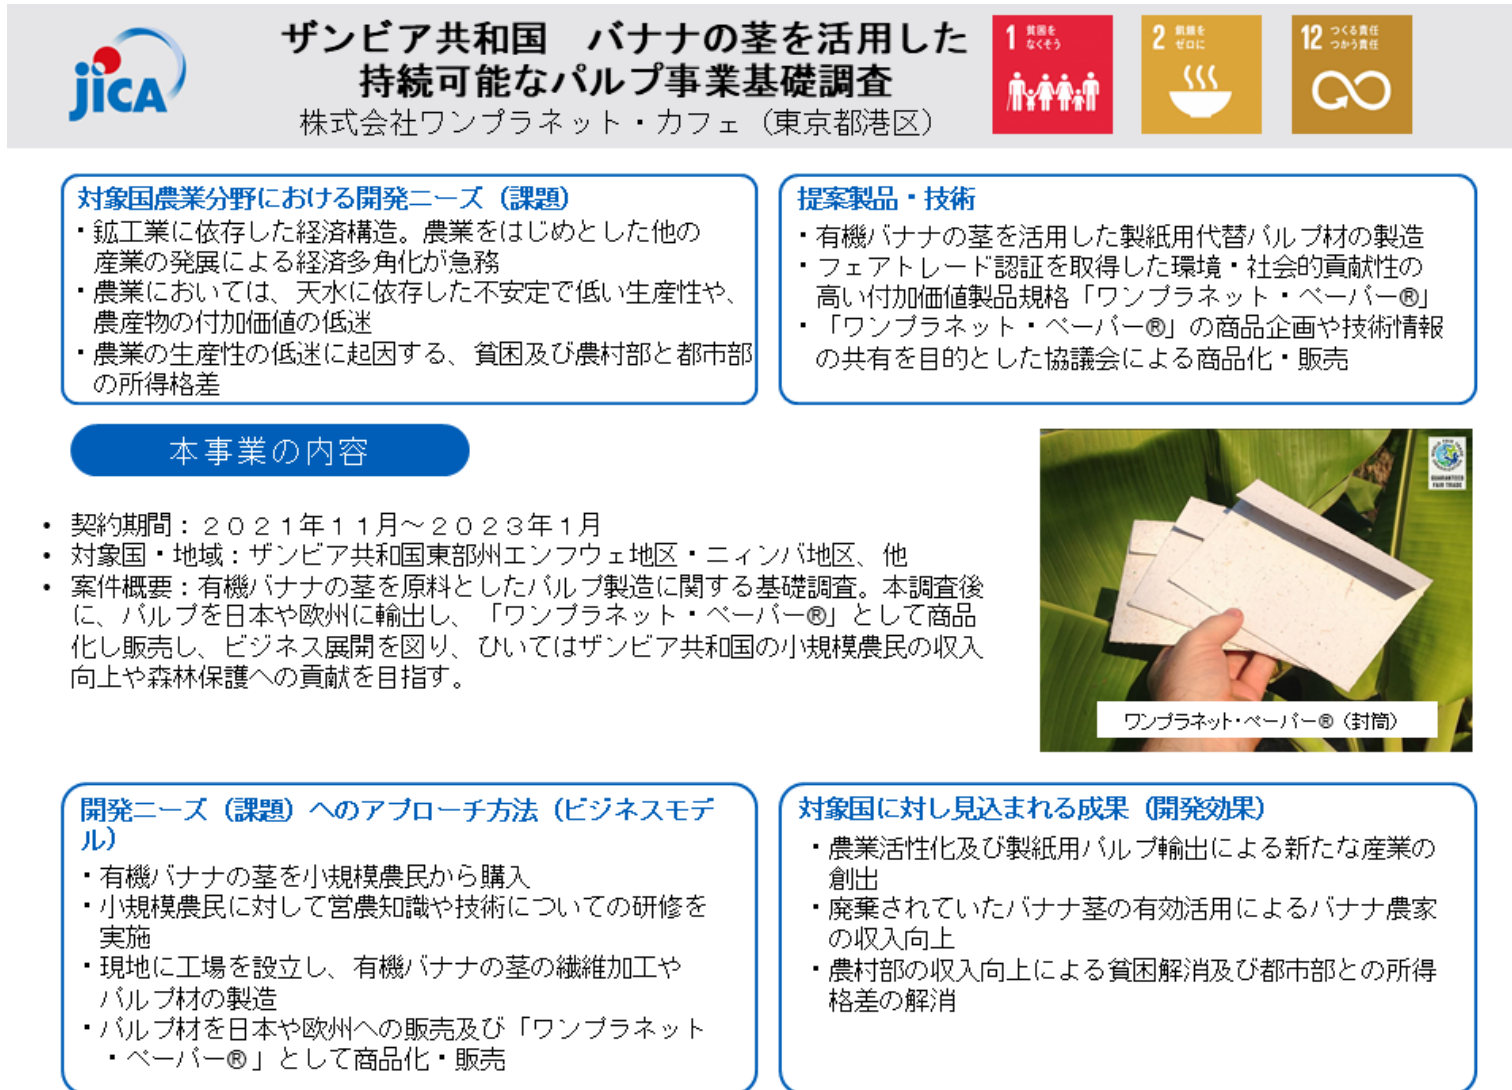 jica
ザンビア共和国　バナナの茎を活用した
持続可能なパルプ事業基礎調査
株式会社ワンプラネット・カフェ（東京都港区）
1 貧困を
なくそう
2 飢餓を
ゼロに
12 つくる責任
つかう責任
対象国農業分野における開発ニーズ（課題）
・鉱工業に依存した経済構造。農業をはじめとした他の
産業の発展による経済多角化が急務
・農業においては、天水に依存した不安定で低い生産性や、
農産物の付加価値の低迷
・農業の生産性の低迷に起因する、貧困及び農村部と都市部
の所得格差
提案製品・技術
・有機バナナの茎を活用した製紙用代替パルプ材の製造
・フェアトレード認証を取得した環境・社会的貢献性の
高い付加価値製品規格「ワンプラネット・ペーパー®」
・「ワンプラネット・ペーパー®」の商品企画や技術情報
の共有を目的とした協議会による商品化・販売
本事業の内容
• 契約期間：２０２１年１１月～２０２３年１月
• 対象国・地域：ザンビア共和国東部州エンフウェ地区・ニィンバ地区、他
• 案件概要：有機バナナの茎を原料としたパルプ製造に関する基礎調査。本調査後
に、パルプを日本や欧州に輸出し、「ワンプラネット・ペーパー®」として商品
化し販売し、ビジネス展開を図り、ひいてはザンビア共和国の小規模農民の収入
向上や森林保護への貢献を目指す。
GUARANTEED
FAIR TRADE
ワンプラネット・ペーパー®（封筒）
開発ニーズ（課題）へのアプローチ方法（ビジネスモデ
ル）
・有機バナナの茎を小規模農民から購入
・小規模農民に対して営農知識や技術についての研修を
実施
・現地に工場を設立し、有機バナナの茎の繊維加工や
パルプ材の製造
・パルプ材を日本や欧州への販売及び「ワンプラネット
・ペーパー®」として商品化・販売
対象国に対し見込まれる成果（開発効果）
・農業活性化及び製紙用パルプ輸出による新たな産業の
創出
・廃棄されていたバナナ茎の有効活用によるバナナ農家
の収入向上
・農村部の収入向上による貧困解消及び都市部との所得
格差の解消